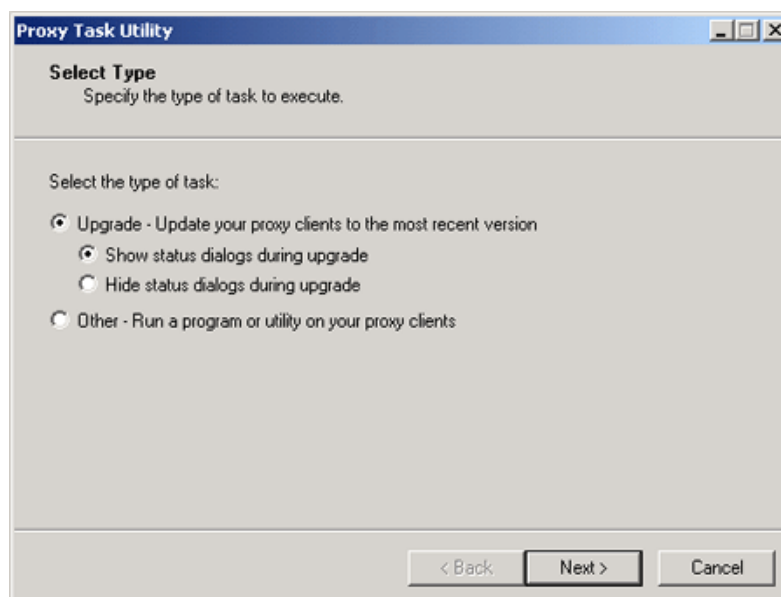 Proxy Task Utility
Select Type
Specify the type of task to execute.
Select the type of task:
Upgrade - Update your proxy clients to the most recent version
Show status dialogs during upgrade
Hide status dialogs during upgrade
Other - Run a program or utility on your proxy clients
< Back
Next >
Cancel